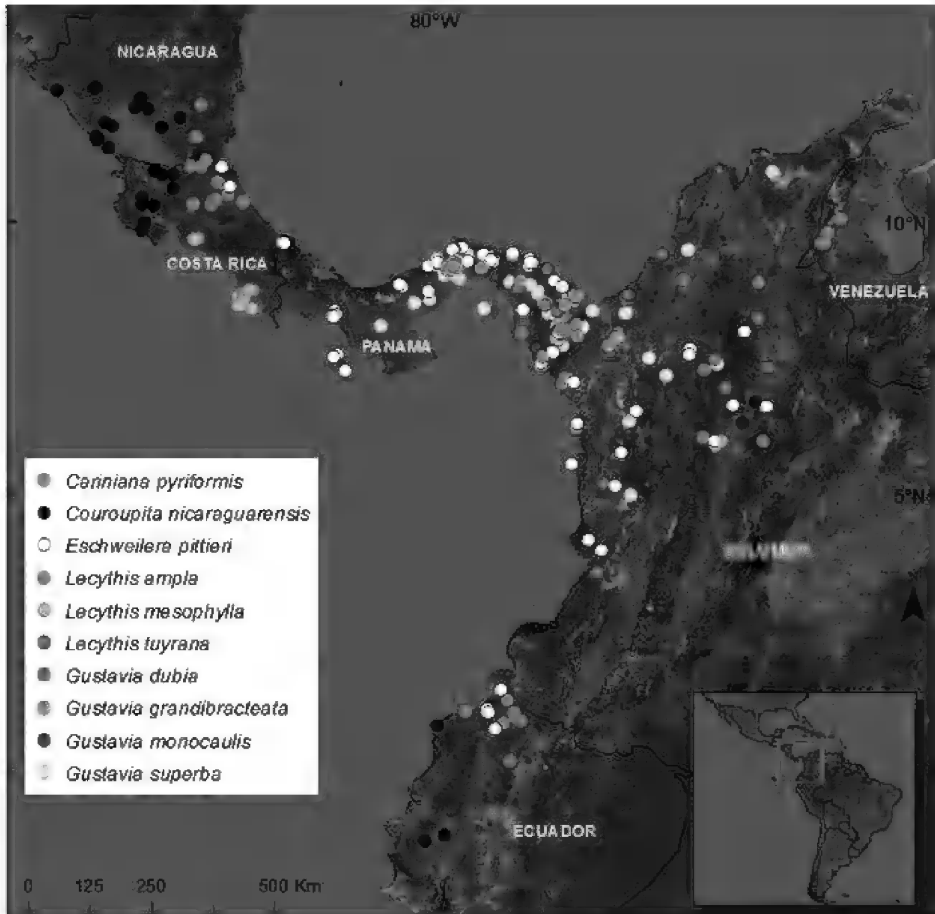 80°W
NICARAGUA
10°N
COSTA RICA
VENEZUELA
PANAMA
Cariniana pyriformis
Couroupita nicaraguarensis
5°N
Eschweilera pittieri
Lecythis ampla
Lecythis mesophylla
Lecythis tuyrana
Gustavia dubia
Gustavia grandibracteata
Gustavia monocaulis
Gustavia superba
ECUADOR
0 125 250 500 Km